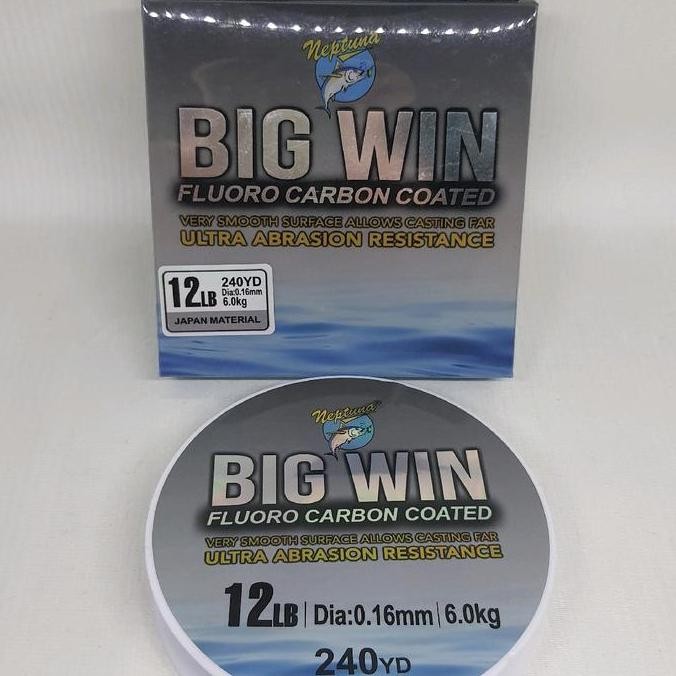 Neptuna
BIG WIN
FLUORO CARBON COATED
VERY SMOOTH SURFACE ALLOWS CASTING FAR
ULTRA ABRASION RESISTANCE
12LB
240YD
Dia:0.16mm
6.0kg
JAPAN MATERIAL
Neptuna
BIG WIN
FLUORO CARBON COATED
VERY SMOOTH SURFACE ALLOWS CASTING FAR
ULTRA ABRASION RESISTANCE
12LB | Dia:0.16mm | 6.0kg
240YD